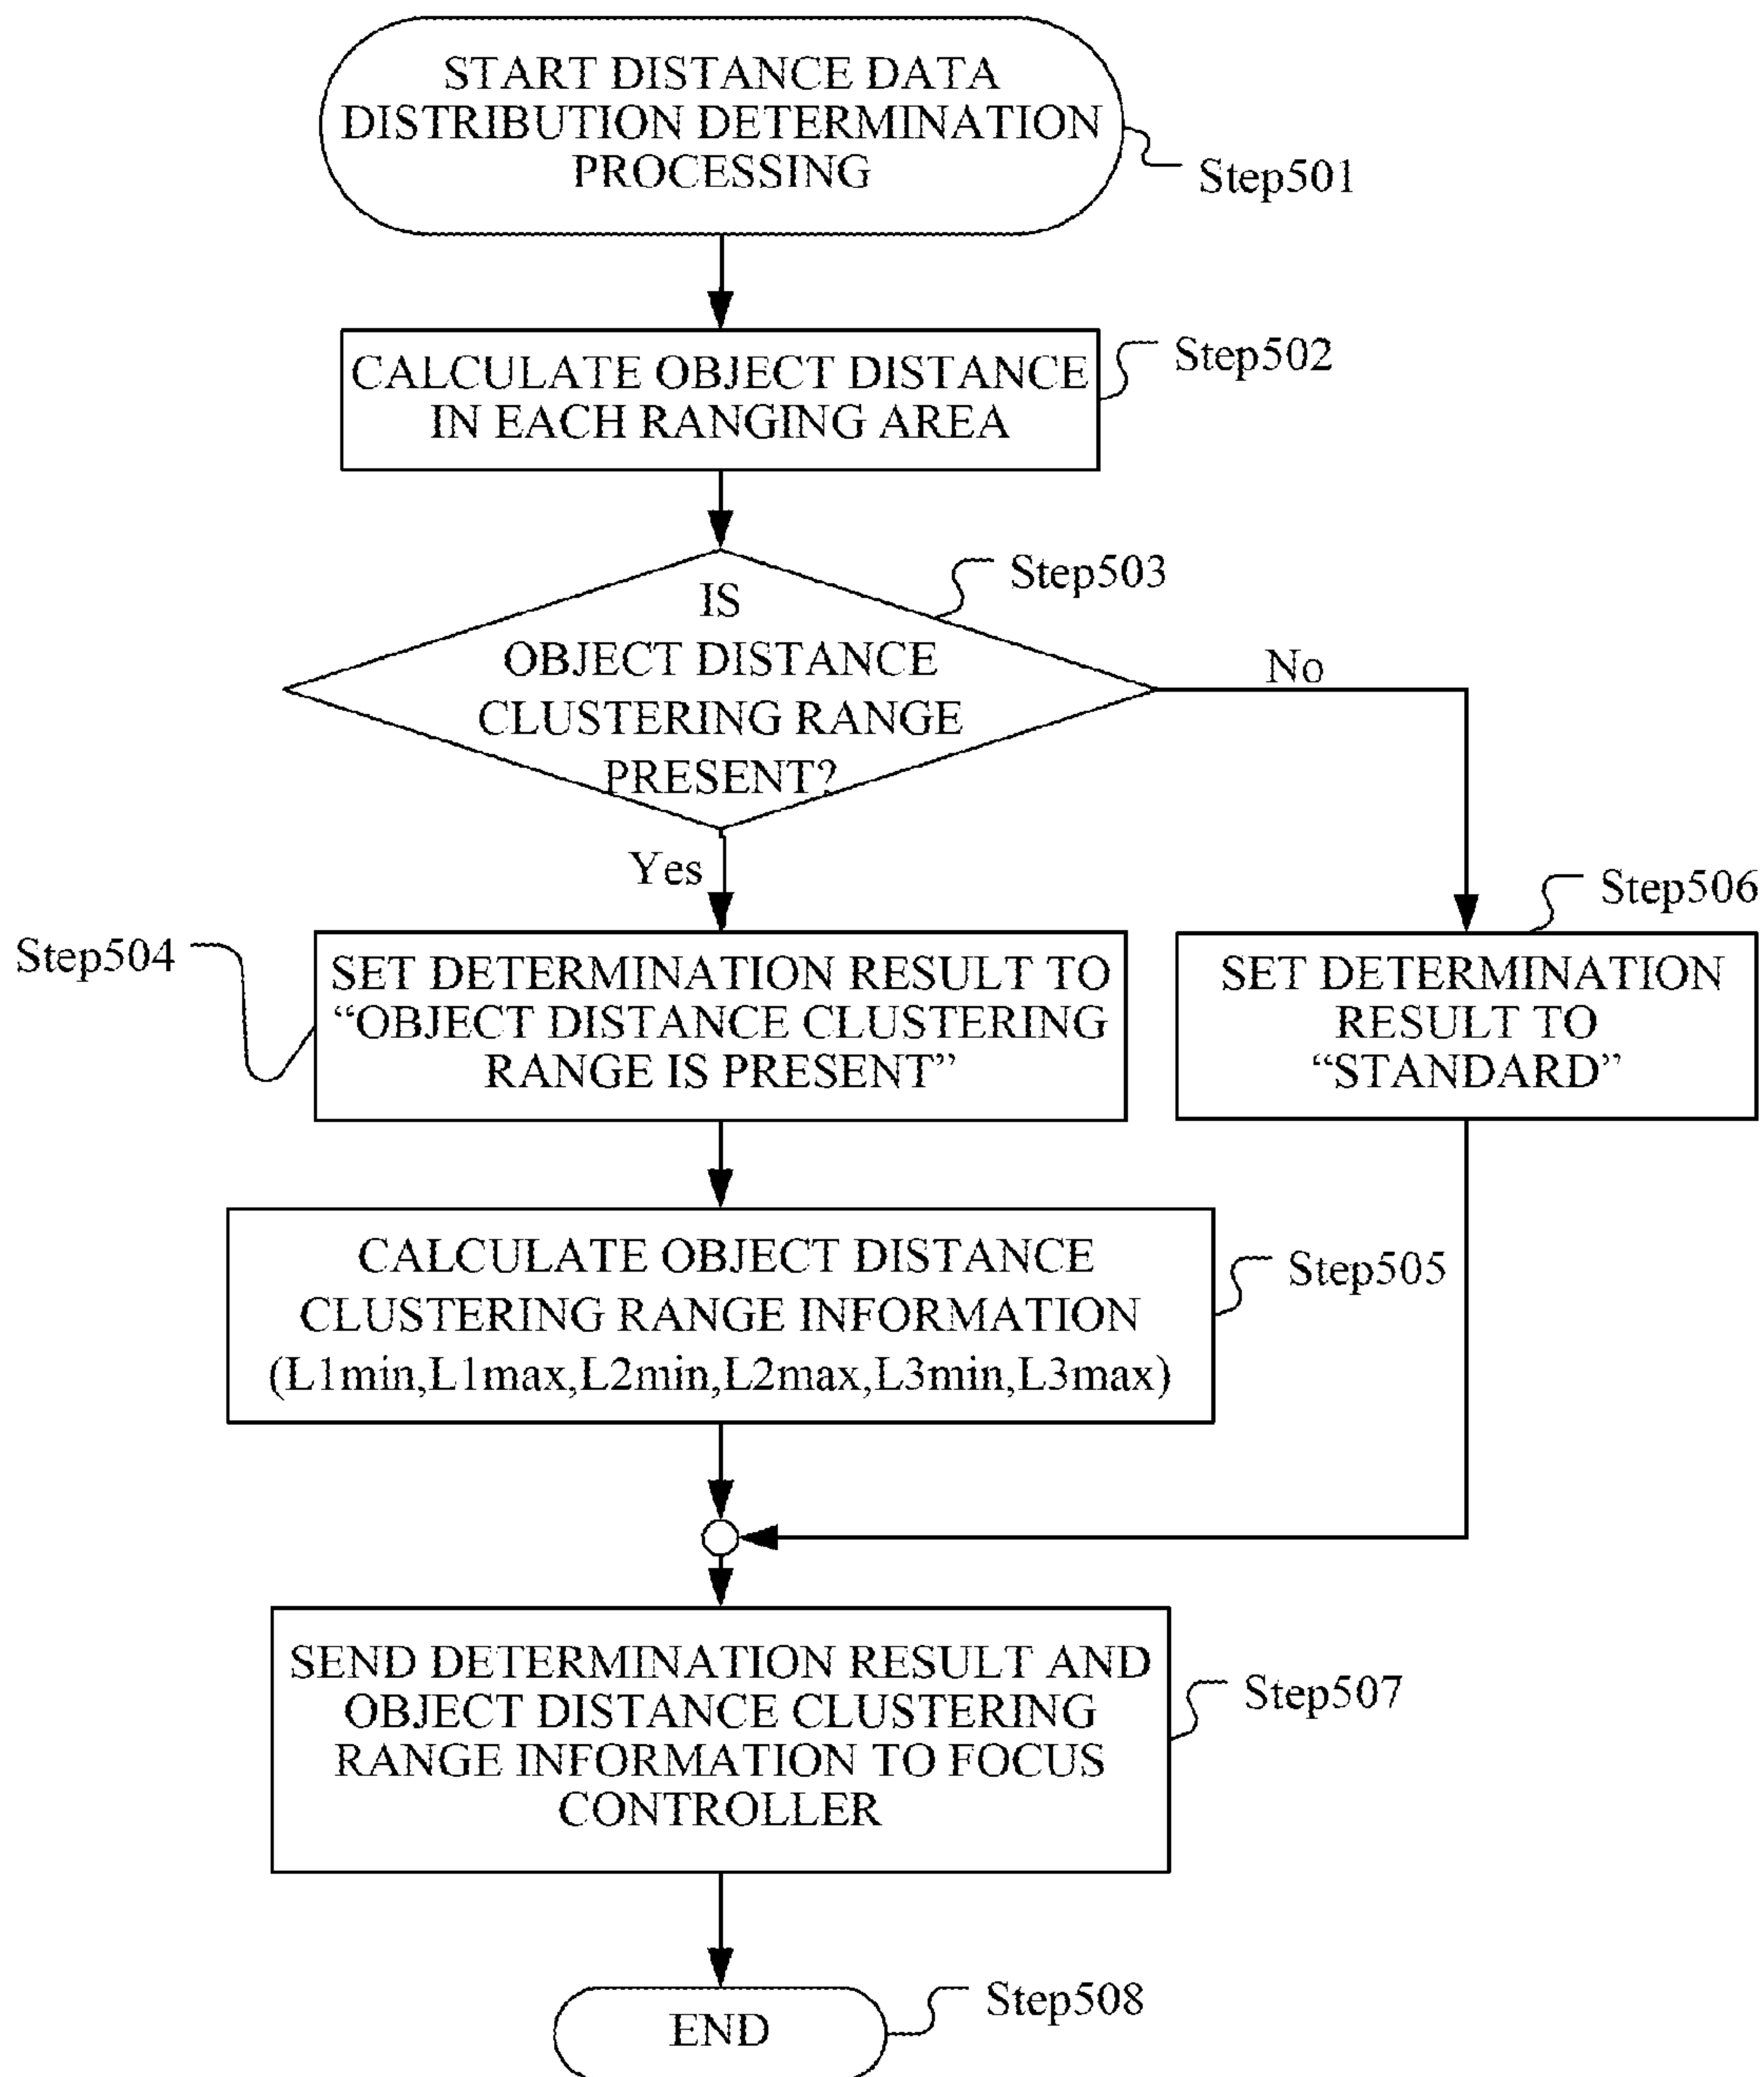 START DISTANCE DATA
DISTRIBUTION DETERMINATION
PROCESSING
Step501
CALCULATE OBJECT DISTANCE
IN EACH RANGING AREA
Step502
IS
OBJECT DISTANCE
CLUSTERING RANGE
PRESENT?
Step503
No
Yes
Step504
SET DETERMINATION RESULT TO
“OBJECT DISTANCE CLUSTERING
RANGE IS PRESENT”
Step506
SET DETERMINATION
RESULT TO
“STANDARD”
CALCULATE OBJECT DISTANCE
CLUSTERING RANGE INFORMATION
(L1min,L1max,L2min,L2max,L3min,L3max)
Step505
SEND DETERMINATION RESULT AND
OBJECT DISTANCE CLUSTERING
RANGE INFORMATION TO FOCUS
CONTROLLER
Step507
END
Step508